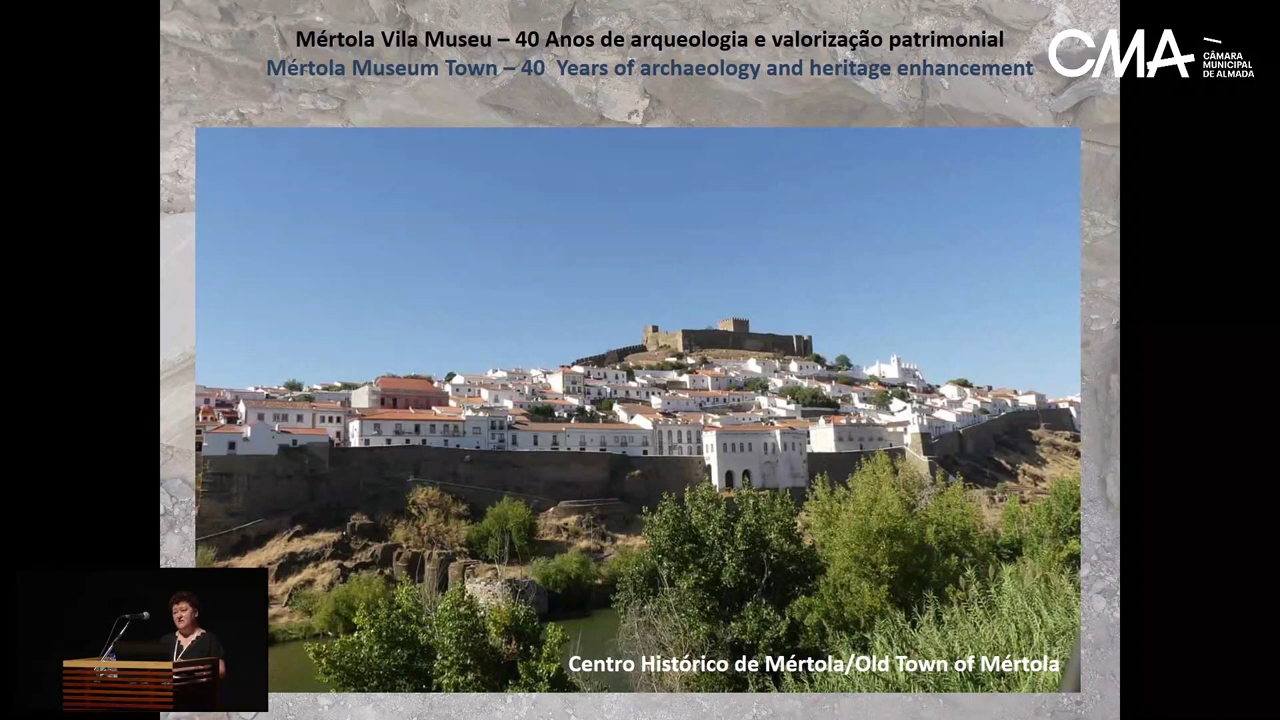 Mértola Vila Museu – 40 Anos de arqueologia e valorização patrimonial
Mértola Museum Town – 40 Years of archaeology and heritage enhancement
CMA
CÂMARA
MUNICIPAL
DE ALMADA
Centro Histórico de Mértola/Old Town of Mértola